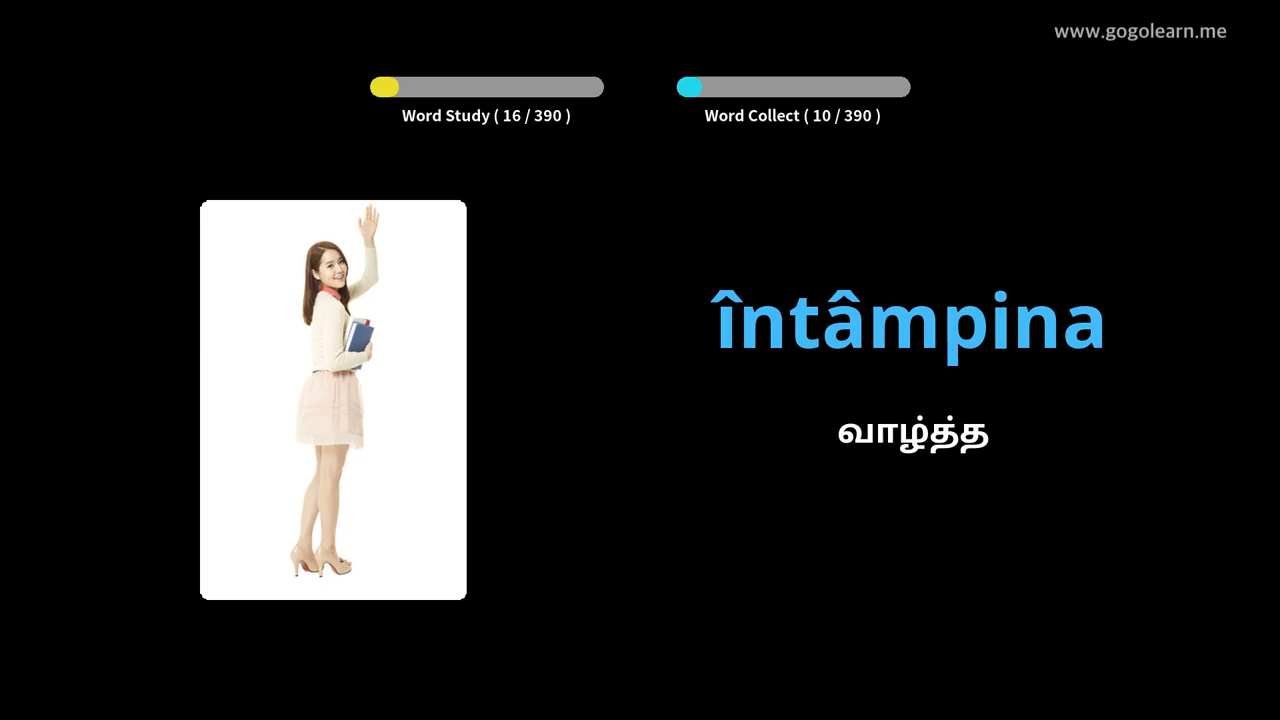 www.gogolearn.me
Word Study ( 16 / 390 )
Word Collect ( 10 / 390 )
întâmpina
வாழ்த்த